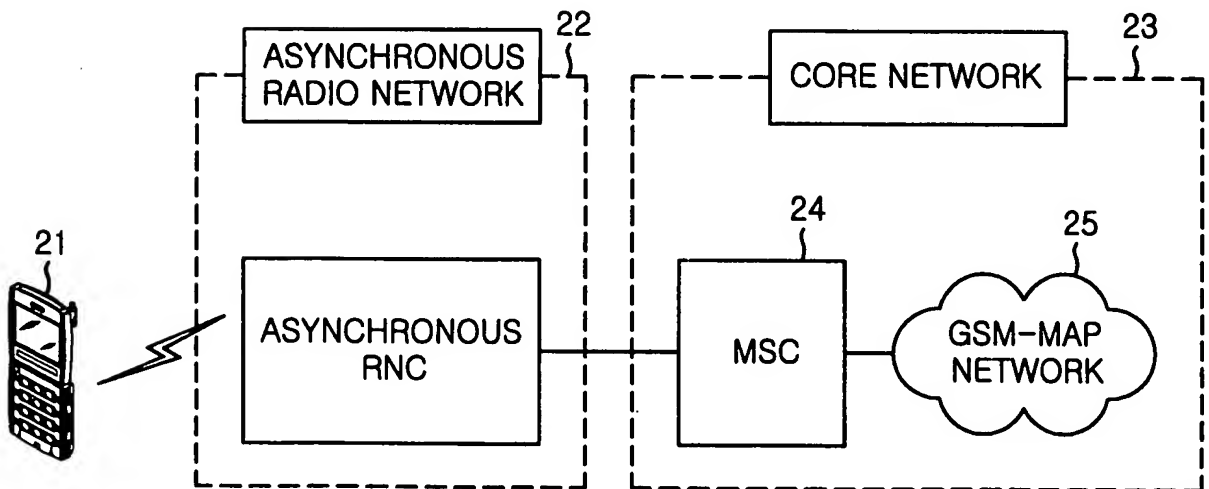 22
23
ASYNCHRONOUS
RADIO NETWORK
CORE NETWORK
21
24
25
ASYNCHRONOUS
RNC
MSC
GSM-MAP
NETWORK